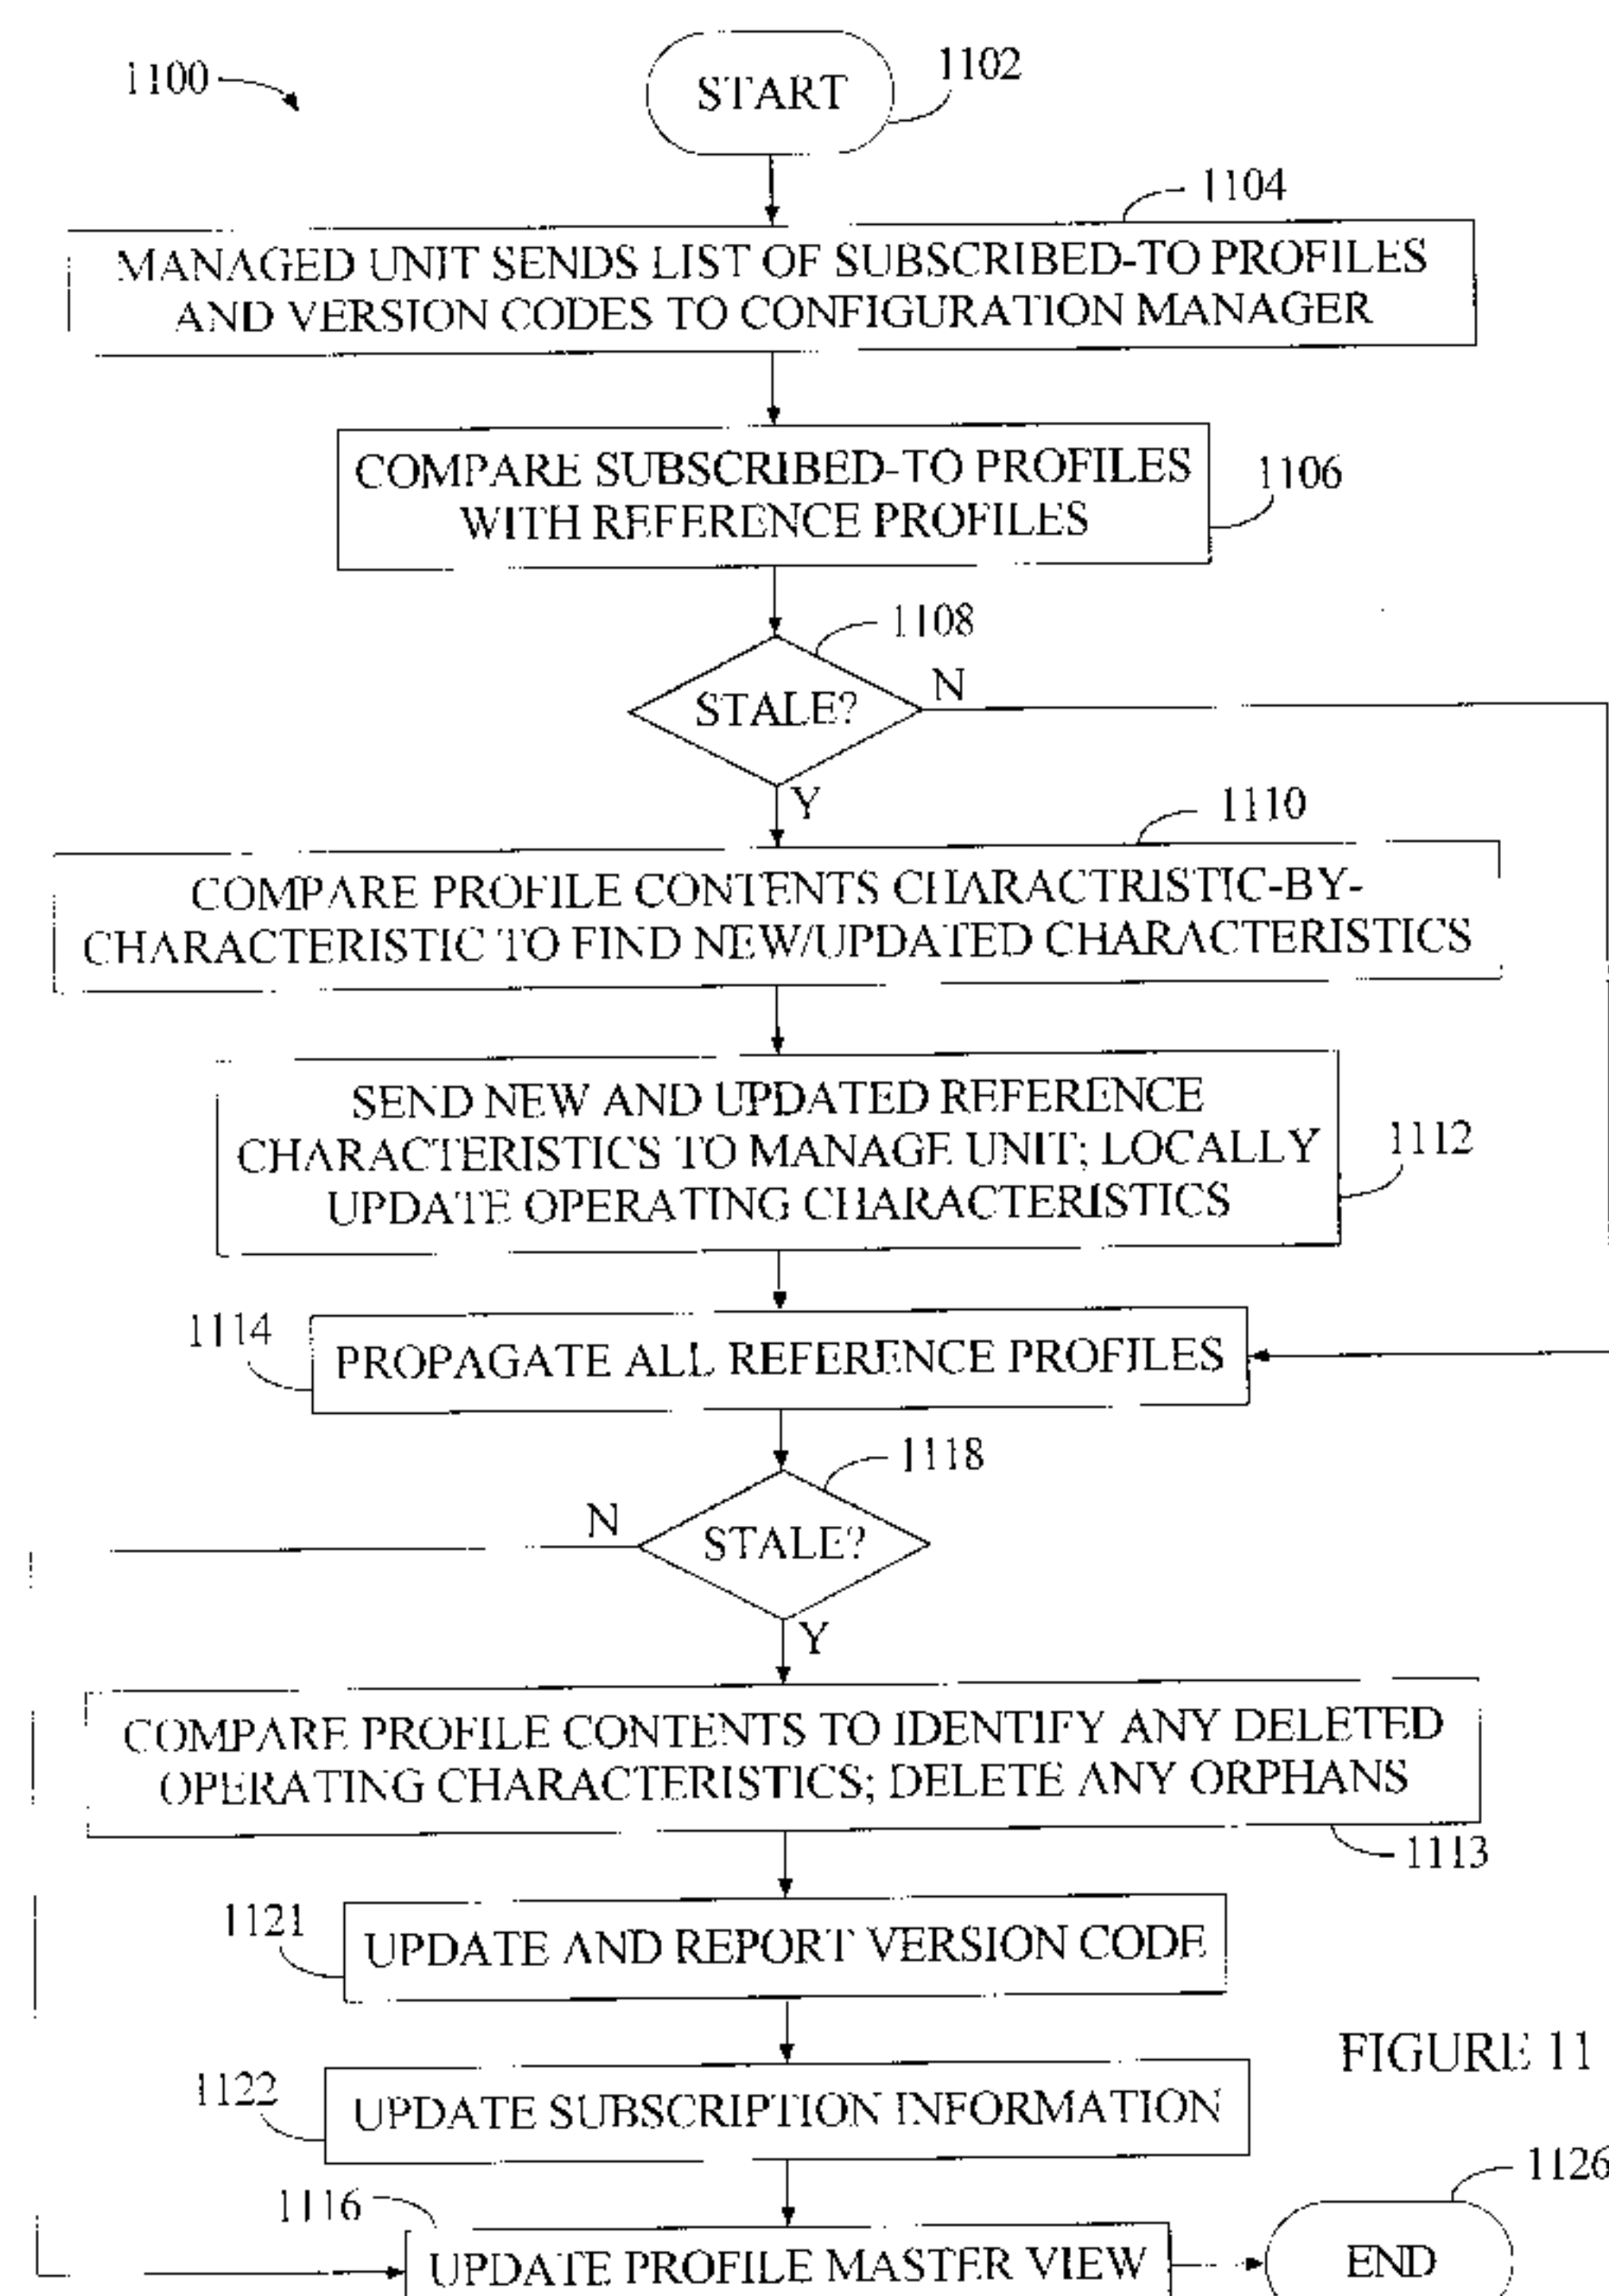 1100
START
1102
1104
MANAGED UNIT SENDS LIST OF SUBSCRIBED-TO PROFILES
AND VERSION CODES TO CONFIGURATION MANAGER
COMPARE SUBSCRIBED-TO PROFILES
WITH REFERENCE PROFILES
1106
1108
STALE?
N
Y
1110
COMPARE PROFILE CONTENTS CHARACTRISTIC-BY-
CHARACTERISTIC TO FIND NEW/UPDATED CHARACTERISTICS
SEND NEW AND UPDATED REFERENCE
CHARACTERISTICS TO MANAGE UNIT; LOCALLY
UPDATE OPERATING CHARACTERISTICS
1112
1114
PROPAGATE ALL REFERENCE PROFILES
1118
N
STALE?
Y
COMPARE PROFILE CONTENTS TO IDENTIFY ANY DELETED
OPERATING CHARACTERISTICS; DELETE ANY ORPHANS
1113
1121
UPDATE AND REPORT VERSION CODE
FIGURE 11
1122
UPDATE SUBSCRIPTION INFORMATION
1126
1116
UPDATE PROFILE MASTER VIEW
END